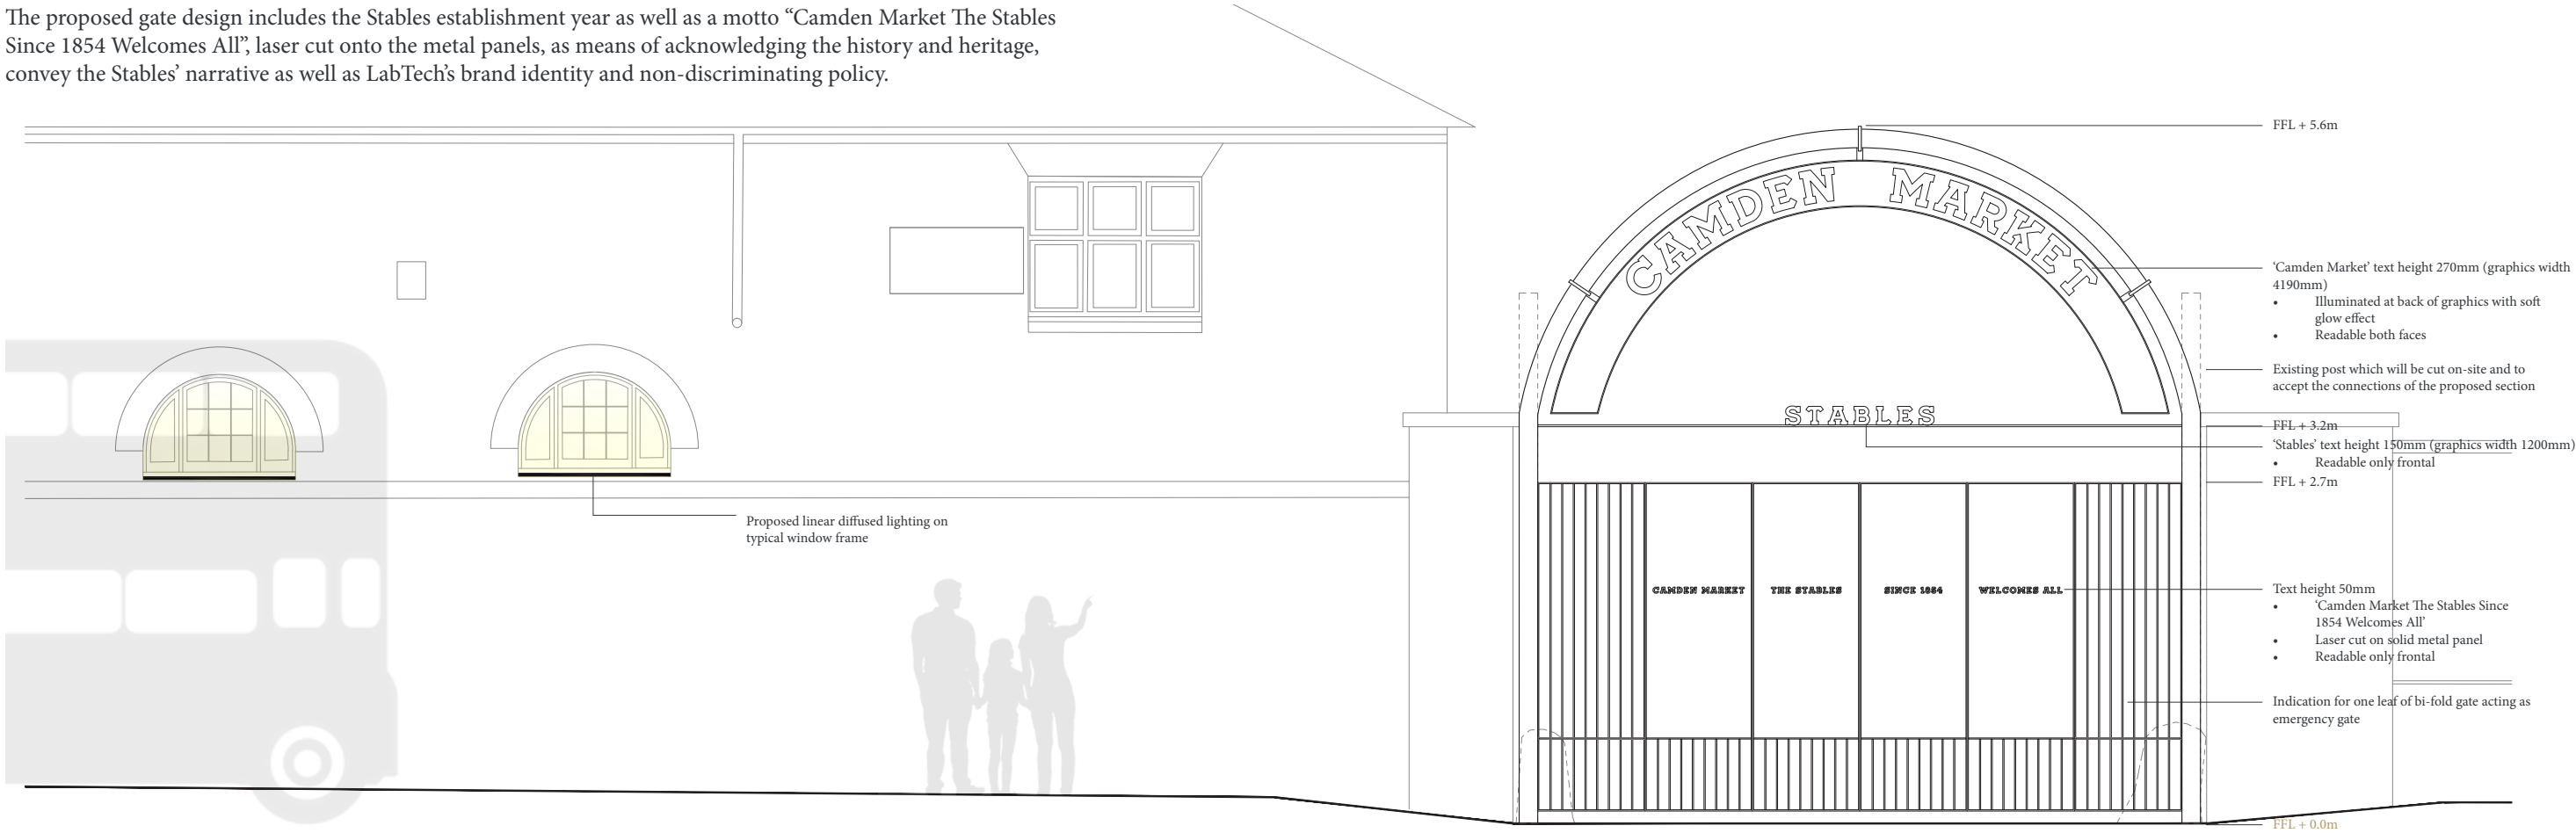 The proposed gate design includes the Stables establishment year as well as a motto “Camden Market The Stables
Since 1854 Welcomes All”, laser cut onto the metal panels, as means of acknowledging the history and heritage,
convey the Stables’ narrative as well as LabTech’s brand identity and non-discriminating policy.
FFL + 5.6m
CAMDEN MARKET
‘Camden Market’ text height 270mm (graphics width
4190mm)
• Illuminated at back of graphics with soft
glow effect
• Readable both faces
Existing post which will be cut on-site and to
accept the connections of the proposed section
STABLES
FFL + 3.2m
‘Stables’ text height 150mm (graphics width 1200mm)
• Readable only frontal
FFL + 2.7m
Proposed linear diffused lighting on
typical window frame
CAMDEN MARKET THE STABLES SINCE 1854 WELCOMES ALL
Text height 50mm
• ‘Camden Market The Stables Since
1854 Welcomes All’
• Laser cut on solid metal panel
• Readable only frontal
Indication for one leaf of bi-fold gate acting as
emergency gate
FFL + 0.0m